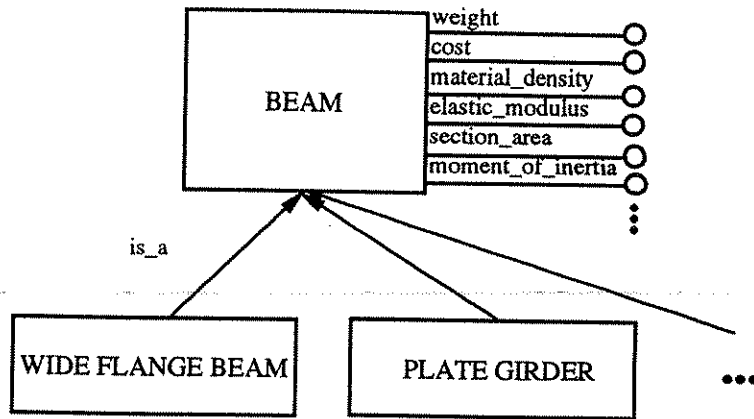 weight
cost
material_density
BEAM
elastic_modulus
section_area
moment_of_inertia
is_a
WIDE FLANGE BEAM
PLATE GIRDER